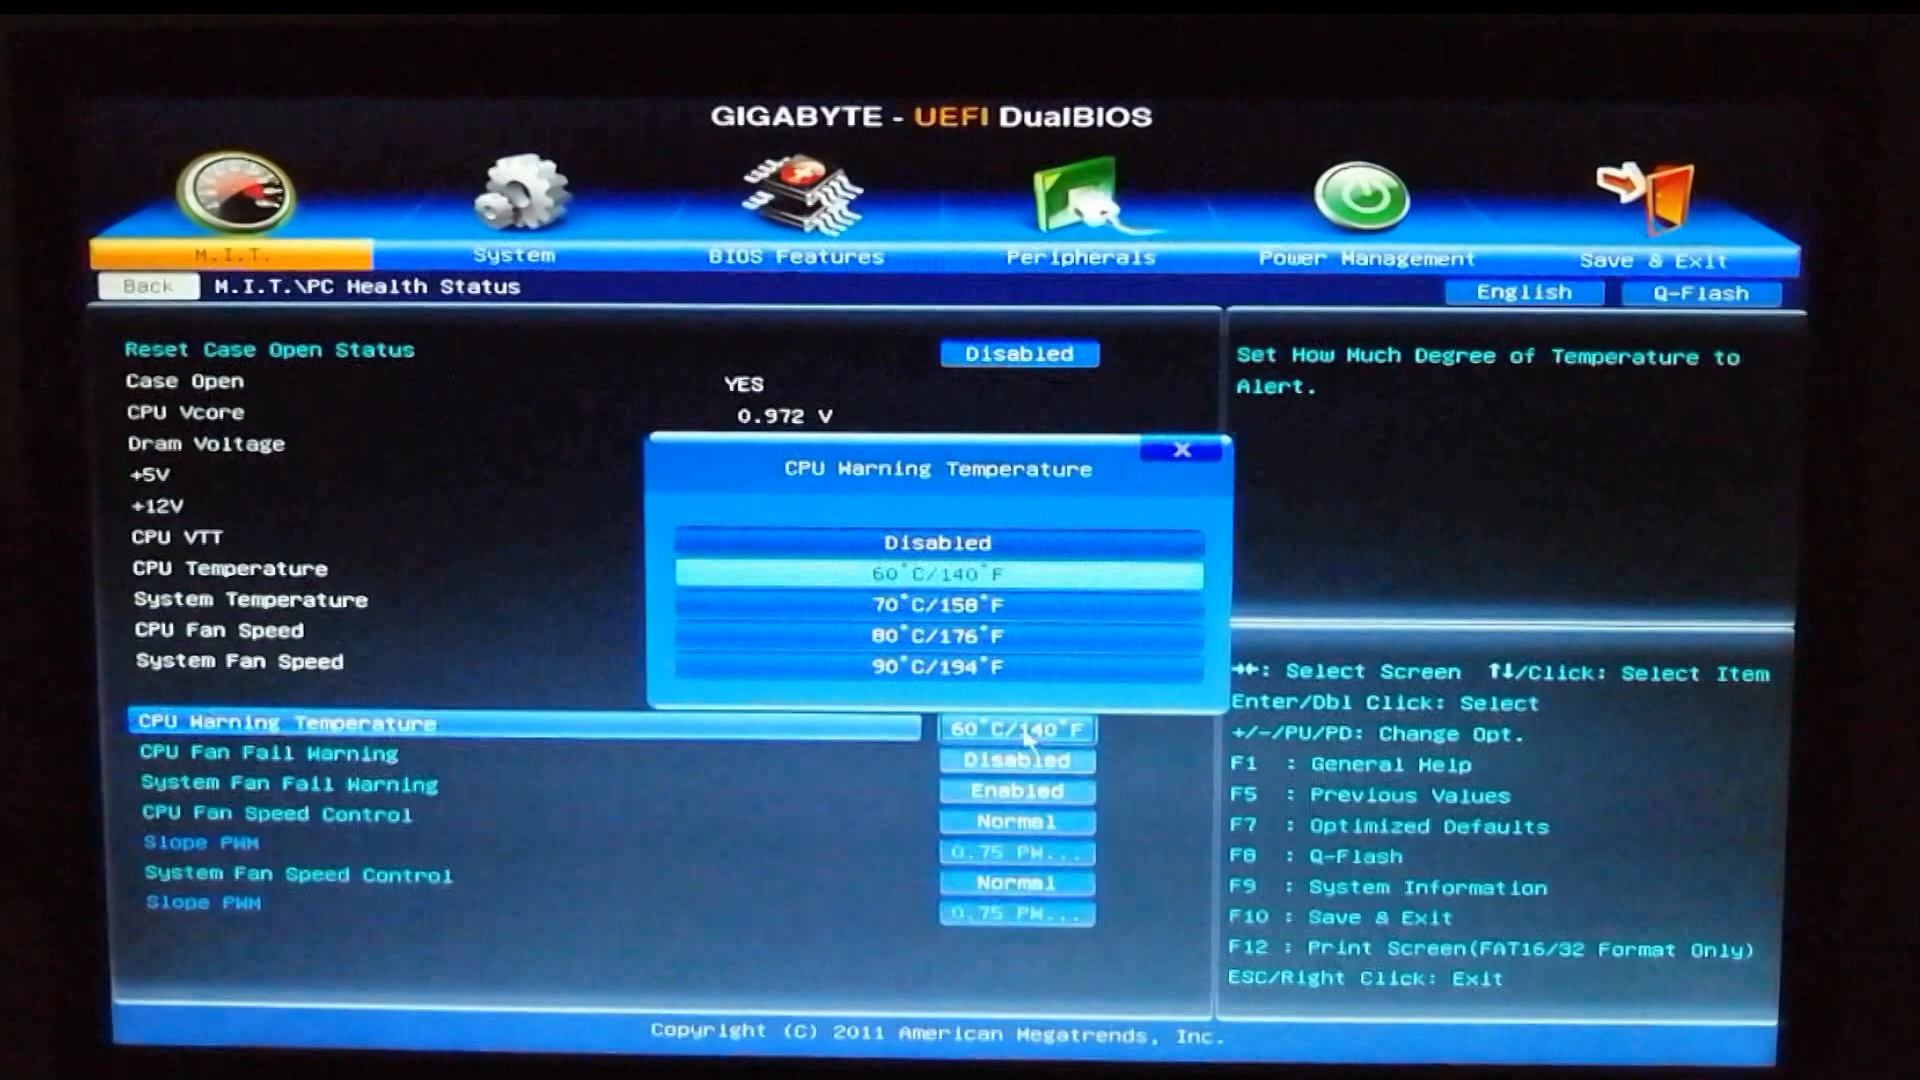 GIGABYTE - UEFI DualBIOS
M.I.T. System BIOS Features Peripherals Power Management Save & Exit
Back M.I.T.\PC Health Status English Q-Flash
Reset Case Open Status Disabled
Case Open YES
CPU Vcore 0.972 V
Dram Voltage
+5V
+12V
CPU VTT
CPU Temperature
System Temperature
CPU Fan Speed
System Fan Speed
CPU Warning Temperature 60°C/140°F
CPU Fan Fail Warning Disabled
System Fan Fail Warning Enabled
CPU Fan Speed Control Normal
Slope PWM 0.75 PW...
System Fan Speed Control Normal
Slope PWM 0.75 PW...
X
CPU Warning Temperature
Disabled
60°C/140°F
70°C/158°F
80°C/176°F
90°C/194°F
Set How Much Degree of Temperature to
Alert.
→←: Select Screen ↑↓/Click: Select Item
Enter/Dbl Click: Select
+/-/PU/PD: Change Opt.
F1 : General Help
F5 : Previous Values
F7 : Optimized Defaults
F8 : Q-Flash
F9 : System Information
F10 : Save & Exit
F12 : Print Screen(FAT16/32 Format Only)
ESC/Right Click: Exit
Copyright (C) 2011 American Megatrends, Inc.